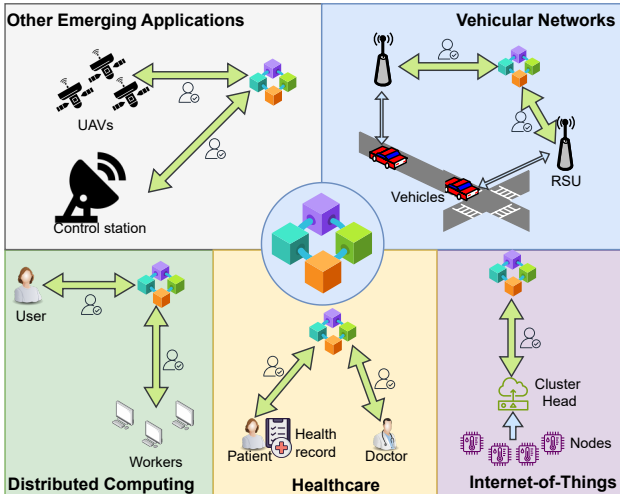 Other Emerging Applications
UAVs
Control station
Vehicular Networks
Vehicles
RSU
User
Workers
Distributed Computing
Patient
Health
record
Doctor
Healthcare
Cluster
Head
Nodes
Internet-of-Things